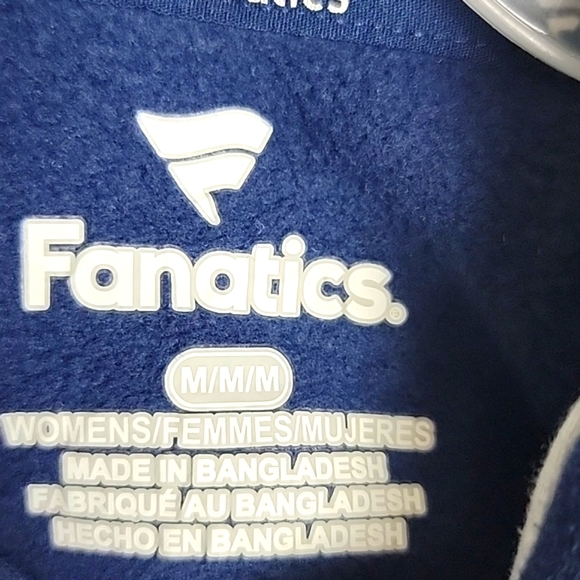 Fanatics®
M/M/M
WOMENS/FEMMES/MUJERES
MADE IN BANGLADESH
FABRIQUÉ AU BANGLADESH
HECHO EN BANGLADESH